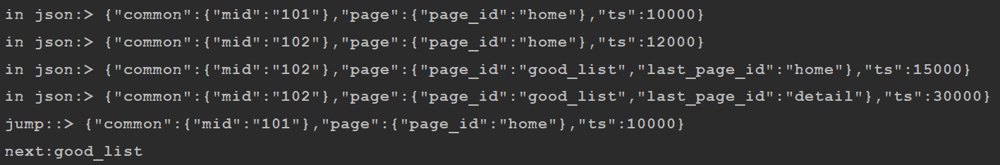 in json:> {"common":{"mid":"101"},"page":{"page_id":"home"},"ts":10000}
in json:> {"common":{"mid":"102"},"page":{"page_id":"home"},"ts":12000}
in json:> {"common":{"mid":"102"},"page":{"page_id":"good_list","last_page_id":"home"},"ts":15000}
in json:> {"common":{"mid":"102"},"page":{"page_id":"good_list","last_page_id":"detail"},"ts":30000}
jump::> {"common":{"mid":"101"},"page":{"page_id":"home"},"ts":10000}
next:good_list